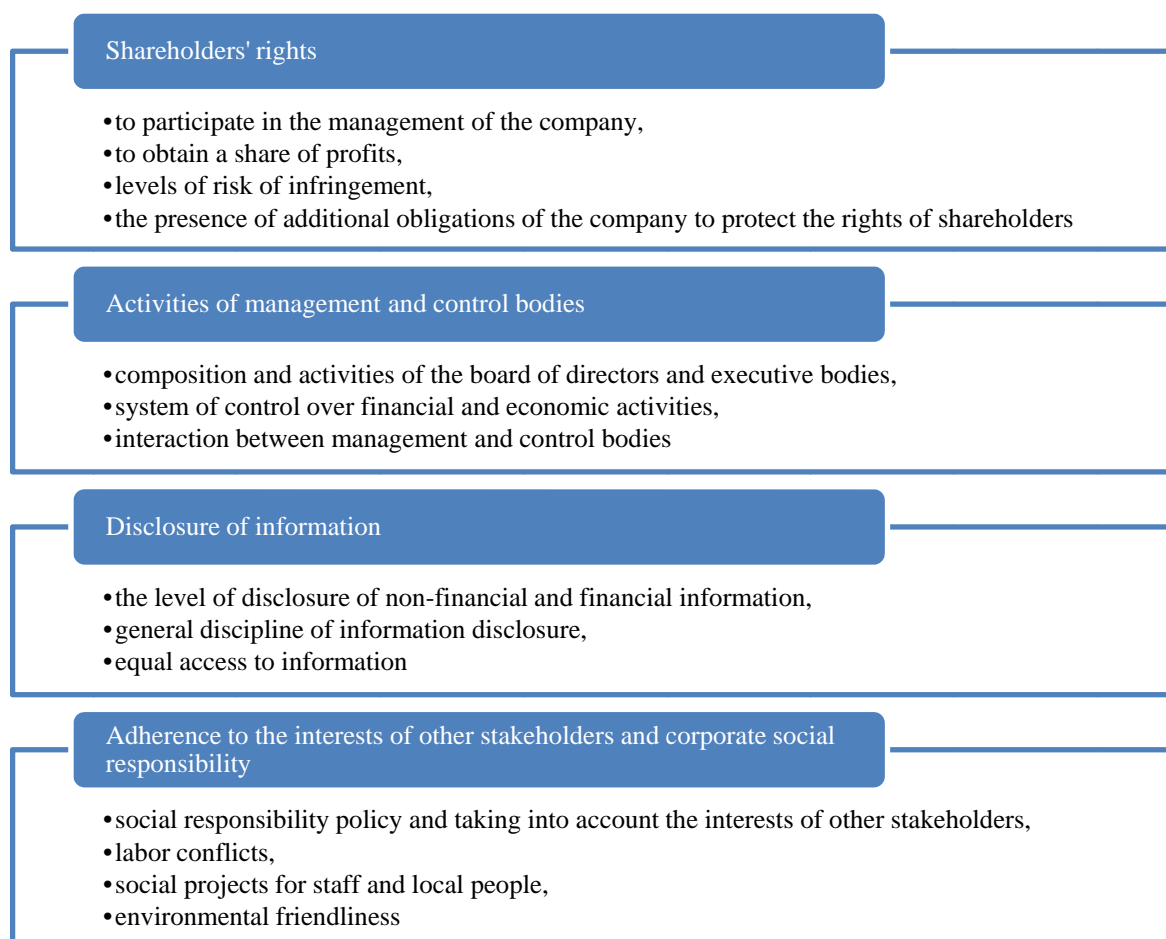 Shareholders' rights
•to participate in the management of the company,
•to obtain a share of profits,
•levels of risk of infringement,
•the presence of additional obligations of the company to protect the rights of shareholders
Activities of management and control bodies
•composition and activities of the board of directors and executive bodies,
•system of control over financial and economic activities,
•interaction between management and control bodies
Disclosure of information
•the level of disclosure of non-financial and financial information,
•general discipline of information disclosure,
•equal access to information
Adherence to the interests of other stakeholders and corporate social
responsibility
•social responsibility policy and taking into account the interests of other stakeholders,
•labor conflicts,
•social projects for staff and local people,
•environmental friendliness